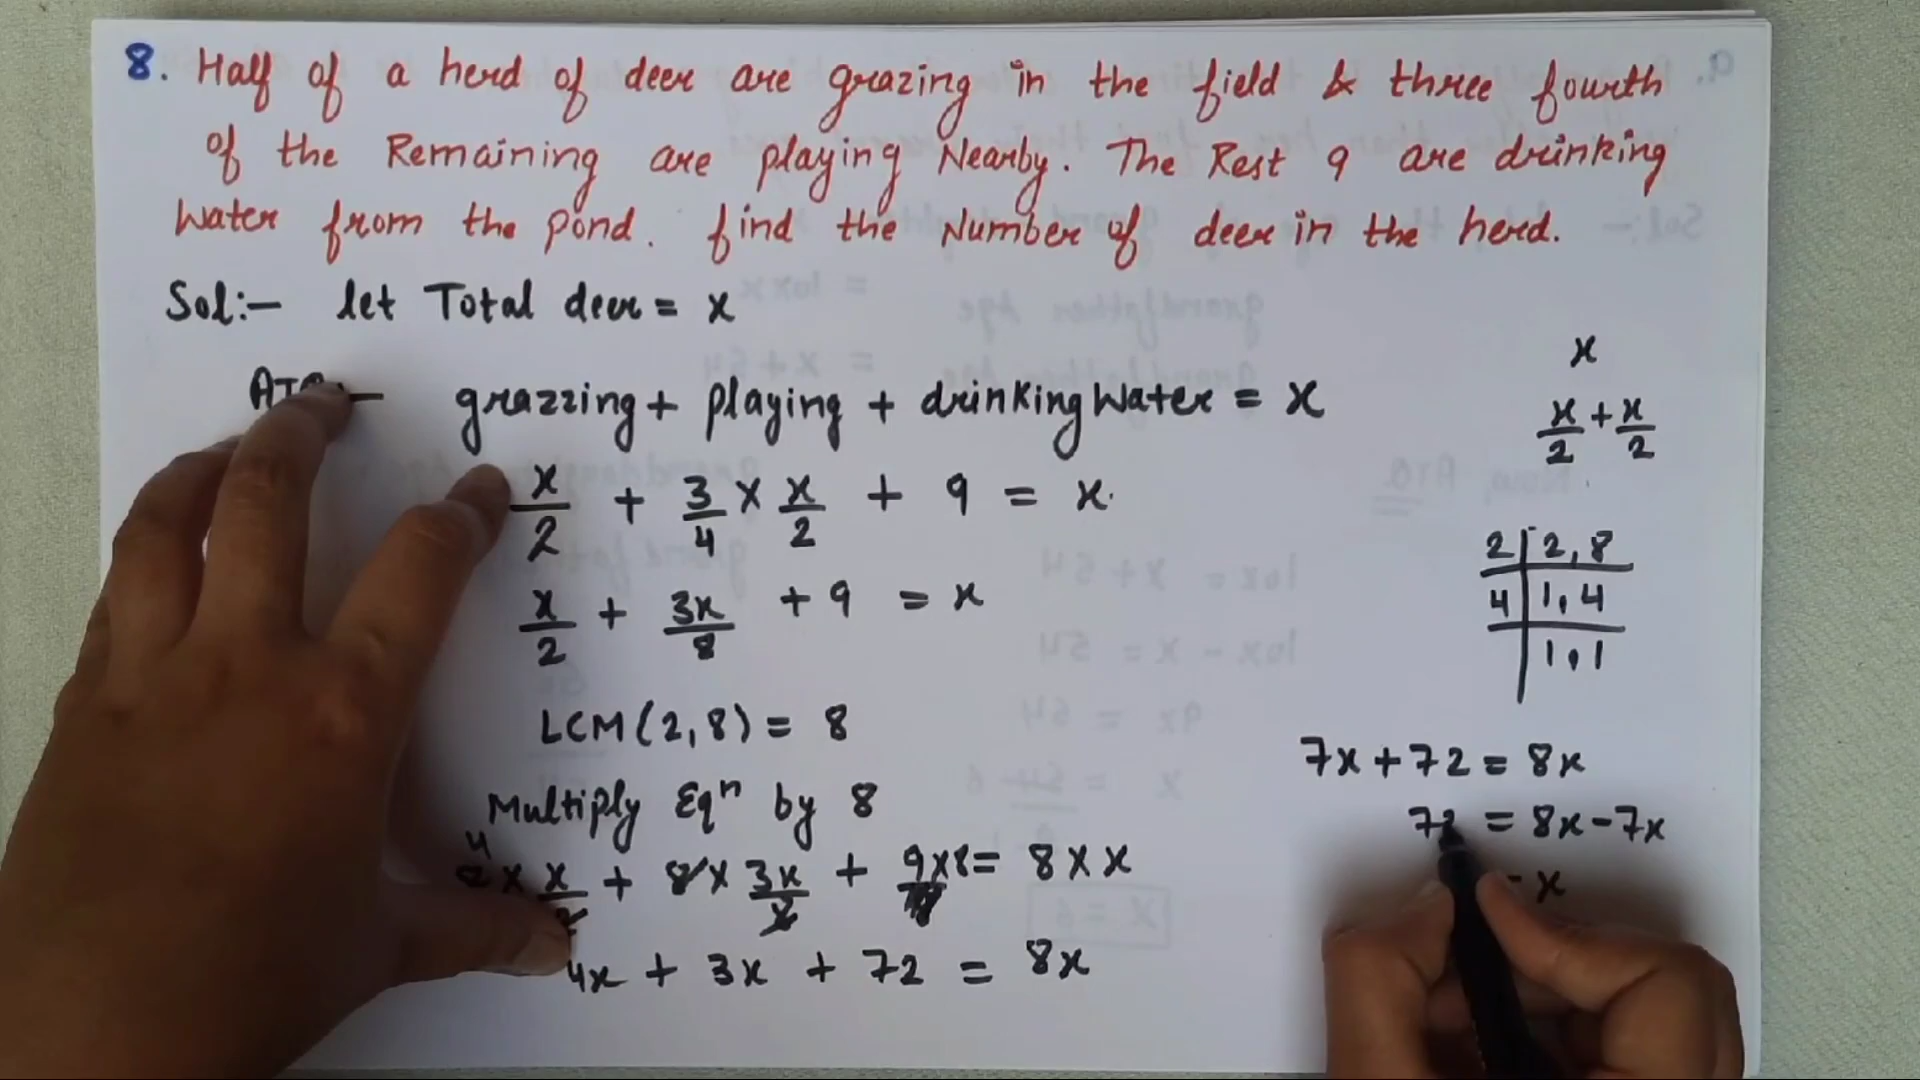 8. Half of a herd of deer are grazing in the field & three fourth
of the Remaining are playing Nearby. The Rest 9 are drinking
Water from the pond. find the Number of deer in the herd.
Sol:- let Total deer = x
x
x/2 + x/2
grazzing + playing + drinking Water = x
x/2 + 3/4 × x/2 + 9 = x.
2 | 2, 8
4 | 1, 4
1, 1
x/2 + 3x/8 + 9 = x
LCM (2, 8) = 8
Multiply Eqⁿ by 8
4
× x/2 + 8 × 3x/8 + 9×8 = 8 × x
4x + 3x + 72 = 8x
7x + 72 = 8x
72 = 8x - 7x
x